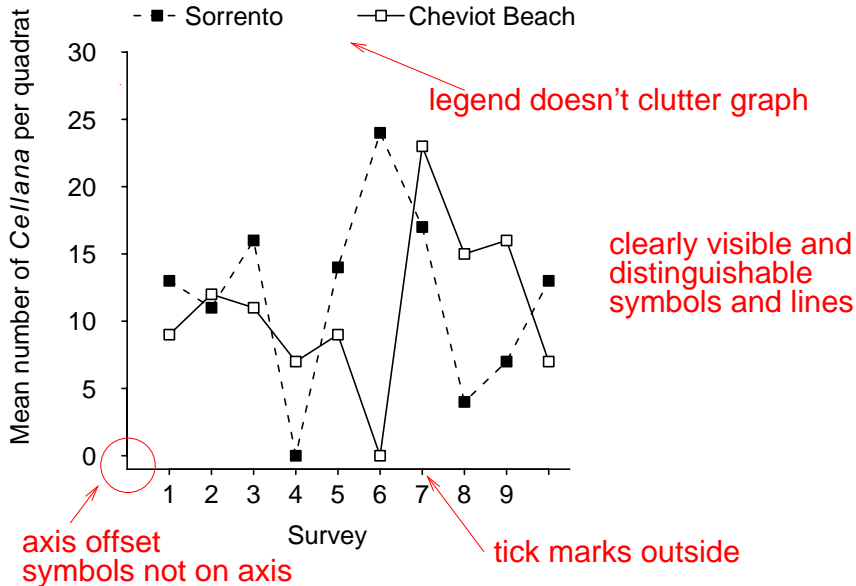 Sorrento
Cheviot Beach
Mean number of Cellana per quadrat
30
25
20
15
10
5
0
legend doesn't clutter graph
clearly visible and
distinguishable
symbols and lines
1 2 3 4 5 6 7 8 9
Survey
axis offset
symbols not on axis
tick marks outside